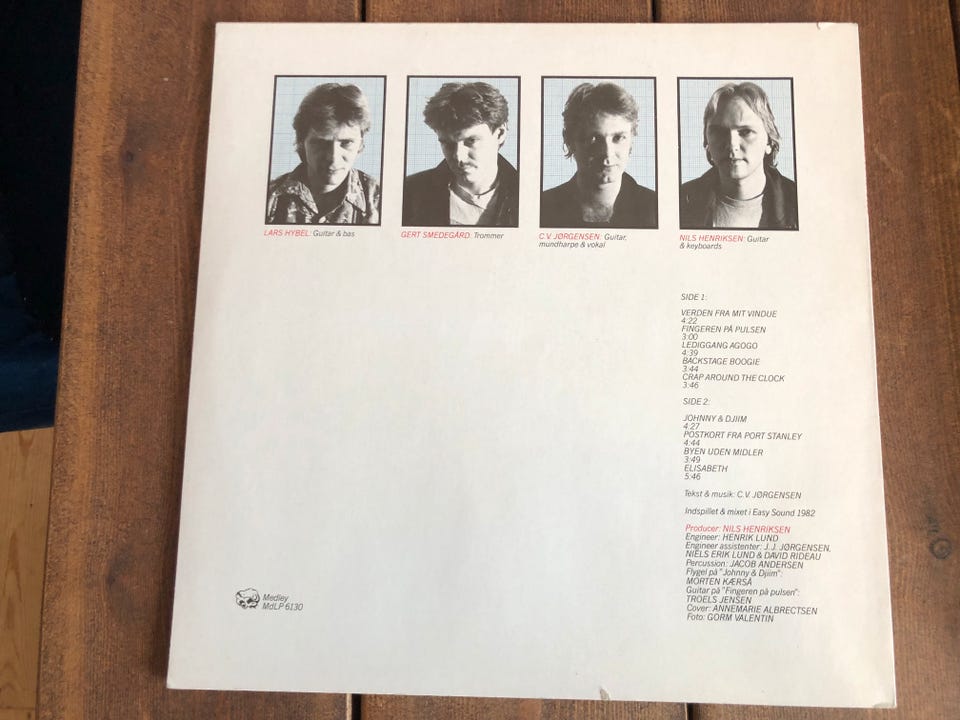 LARS HYBEL: Guitar & bas
GERT SMEDEGÅRD: Trommer
C.V. JØRGENSEN: Guitar,
mundharpe & vokal
NILS HENRIKSEN: Guitar
& keyboards
SIDE 1:
VERDEN FRA MIT VINDUE
4:22
FINGEREN PÅ PULSEN
3:00
LEDIGGANG AGOGO
4:39
BACKSTAGE BOOGIE
3:44
CRAP AROUND THE CLOCK
3:46
SIDE 2:
JOHNNY & DJIIM
4:27
POSTKORT FRA PORT STANLEY
4:44
BYEN UDEN MIDLER
3:49
ELISABETH
5:46
Tekst & musik: C.V. JØRGENSEN
Indspillet & mixet i Easy Sound 1982
Producer: NILS HENRIKSEN
Engineer: HENRIK LUND
Engineer assistenter: J.J. JØRGENSEN,
NIELS ERIK LUND & DAVID RIDEAU
Percussion: JACOB ANDERSEN
Flygel på "Johnny & Djiim":
MORTEN KÆRSÅ
Guitar på "Fingeren på pulsen":
TROELS JENSEN
Cover: ANNEMARIE ALBRECTSEN
Foto: GORM VALENTIN
Medley
MdLP 6130